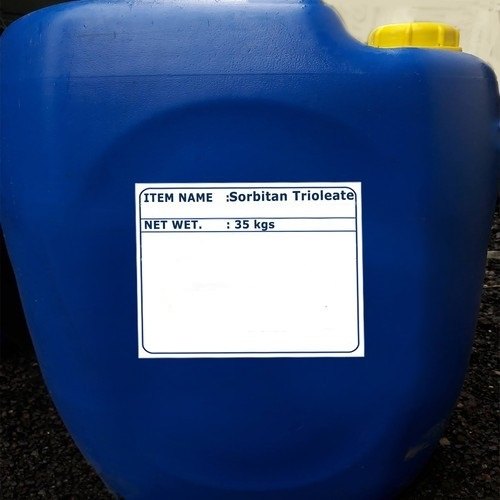 ITEM NAME :Sorbitan Trioleate
NET WET. : 35 kgs